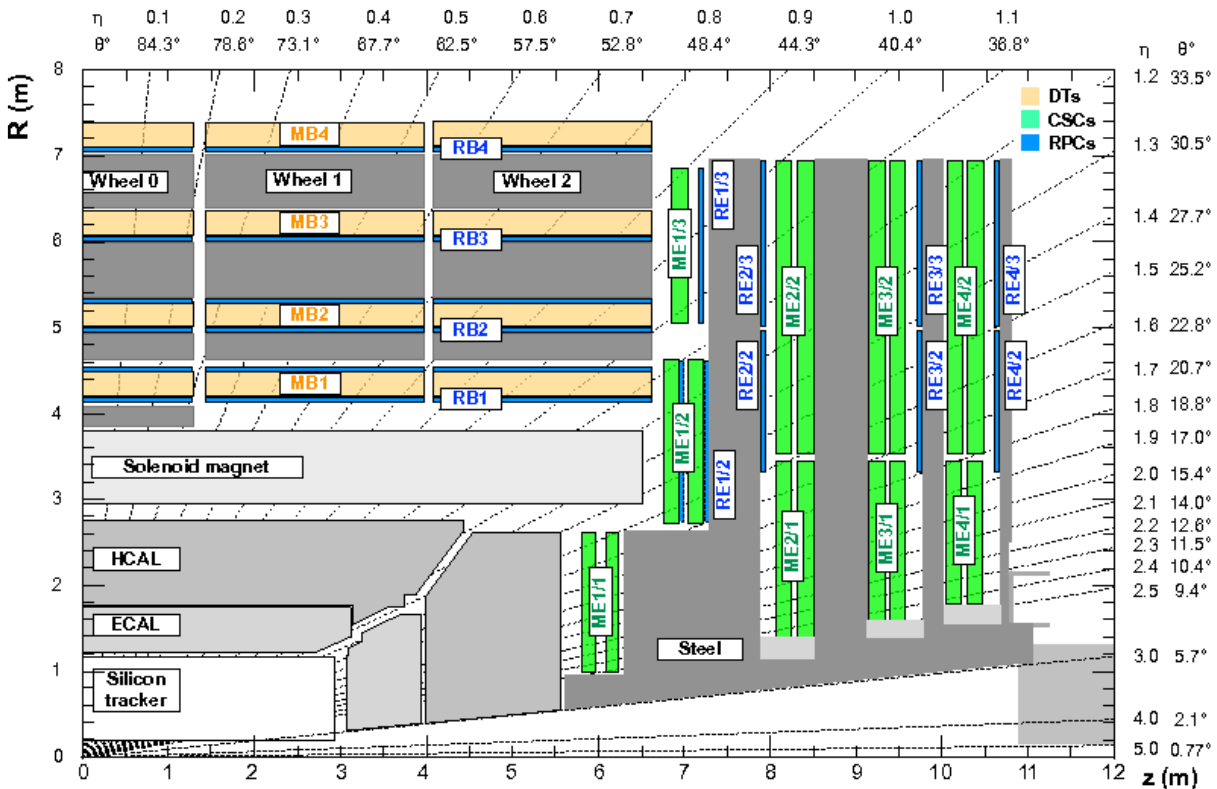 η 0.1 0.2 0.3 0.4 0.5 0.6 0.7 0.8 0.9 1.0 1.1
θ° 84.3° 78.6° 73.1° 67.7° 62.5° 57.5° 52.8° 48.4° 44.3° 40.4° 36.8° η θ°
R (m)
8
7
6
5
4
3
2
1
0
1.2 33.5°
1.3 30.5°
1.4 27.7°
1.5 25.2°
1.6 22.8°
1.7 20.7°
1.8 18.8°
1.9 17.0°
2.0 15.4°
2.1 14.0°
2.2 12.6°
2.3 11.5°
2.4 10.4°
2.5 9.4°
3.0 5.7°
4.0 2.1°
5.0 0.77°
DTs
CSCs
RPCs
MB4
RB4
Wheel 0 Wheel 1 Wheel 2
MB3
RB3
MB2
RB2
MB1
RB1
Solenoid magnet
HCAL
ECAL
Silicon
tracker
Steel
ME1/3
RE1/3
ME1/2
RE1/2
ME1/1
RE2/3
RE2/2
ME2/2
ME2/1
ME3/2
ME3/1
RE3/3
RE3/2
ME4/2
ME4/1
RE4/3
RE4/2
0 1 2 3 4 5 6 7 8 9 10 11 12
z (m)